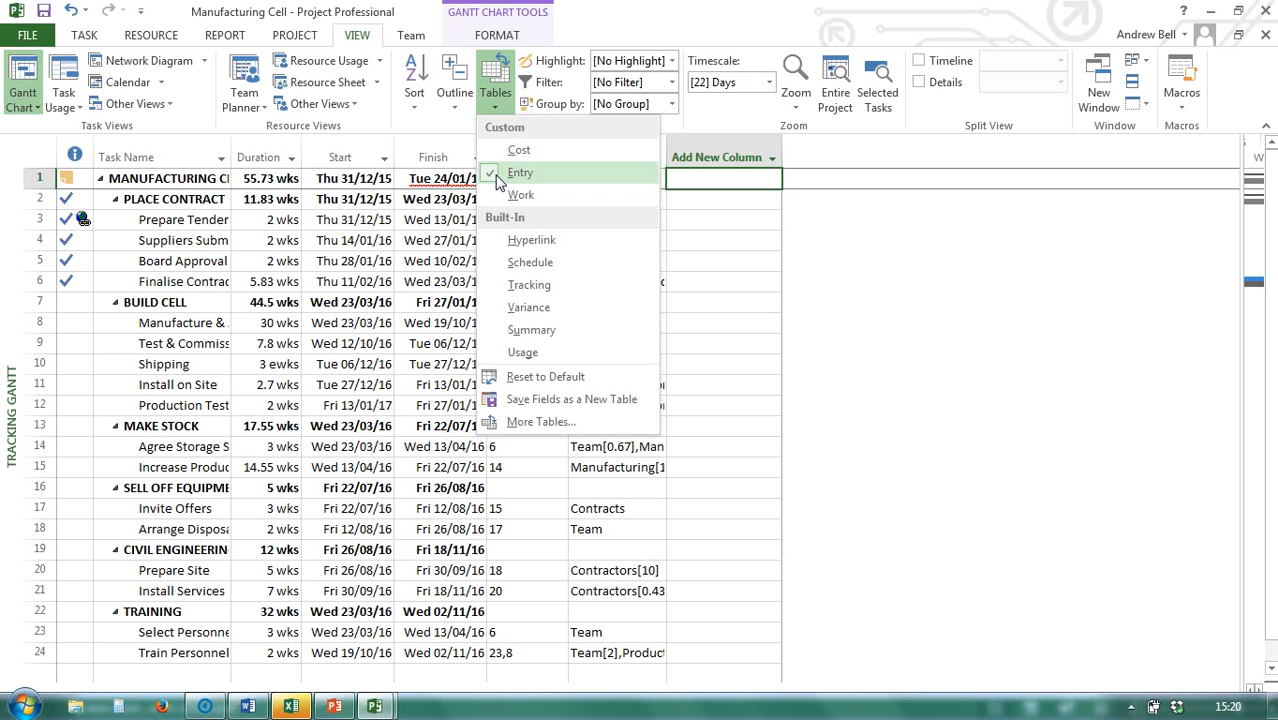 Manufacturing Cell - Project Professional
GANTT CHART TOOLS
FILE
TASK
RESOURCE
REPORT
PROJECT
VIEW
Team
FORMAT
Andrew Bell
Gantt Chart
Task Usage
Network Diagram
Calendar
Other Views
Task Views
Team Planner
Resource Usage
Resource Sheet
Other Views
Resource Views
Sort
Outline
Tables
Highlight: [No Highlight]
Filter: [No Filter]
Group by: [No Group]
Timescale:
[22] Days
Zoom
Entire Project
Selected Tasks
Zoom
Timeline
Details
Split View
New Window
Window
Macros
Macros
Custom
Cost
Entry
Work
Built-In
Hyperlink
Schedule
Tracking
Variance
Summary
Usage
Reset to Default
Save Fields as a New Table
More Tables...
TRACKING GANTT
Task Name Duration Start Finish Add New Column
1 MANUFACTURING CE 55.73 wks Thu 31/12/15 Tue 24/01/1
2 PLACE CONTRACT 11.83 wks Thu 31/12/15 Wed 23/03/
3 Prepare Tender 2 wks Thu 31/12/15 Wed 13/01/
4 Suppliers Subm 2 wks Thu 14/01/16 Wed 27/01/
5 Board Approval 2 wks Thu 28/01/16 Wed 10/02/
6 Finalise Contrac 5.83 wks Thu 11/02/16 Wed 23/03/
7 BUILD CELL 44.5 wks Wed 23/03/16 Fri 27/01/
8 Manufacture & 30 wks Wed 23/03/16 Wed 19/10/
9 Test & Commiss 7.8 wks Wed 12/10/16 Tue 06/12/
10 Shipping 3 ewks Tue 06/12/16 Tue 27/12/
11 Install on Site 2.7 wks Tue 27/12/16 Fri 13/01/
12 Production Test 2 wks Fri 13/01/17 Fri 27/01/
13 MAKE STOCK 17.55 wks Wed 23/03/16 Fri 22/07/1
14 Agree Storage S 3 wks Wed 23/03/16 Wed 13/04/16 6 Team[0.67],Man
15 Increase Produc 14.55 wks Wed 13/04/16 Fri 22/07/16 14 Manufacturing[1
16 SELL OFF EQUIPME 5 wks Fri 22/07/16 Fri 26/08/16
17 Invite Offers 3 wks Fri 22/07/16 Fri 12/08/16 15 Contracts
18 Arrange Disposa 2 wks Fri 12/08/16 Fri 26/08/16 17 Team
19 CIVIL ENGINEERIN 12 wks Fri 26/08/16 Fri 18/11/16
20 Prepare Site 5 wks Fri 26/08/16 Fri 30/09/16 18 Contractors[10]
21 Install Services 7 wks Fri 30/09/16 Fri 18/11/16 20 Contractors[0.43
22 TRAINING 32 wks Wed 23/03/16 Wed 02/11/16
23 Select Personne 3 wks Wed 23/03/16 Wed 13/04/16 6 Team
24 Train Personnel 2 wks Wed 19/10/16 Wed 02/11/16 23,8 Team[2],Product
15:20